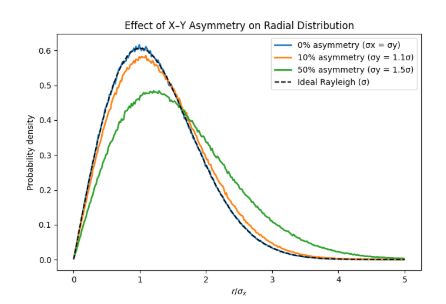 Effect of X–Y Asymmetry on Radial Distribution
0% asymmetry (σx = σy)
10% asymmetry (σy = 1.1σ)
50% asymmetry (σy = 1.5σ)
Ideal Rayleigh (σ)
Probability density
0.6
0.5
0.4
0.3
0.2
0.1
0.0
0 1 2 3 4 5
r/σₓ